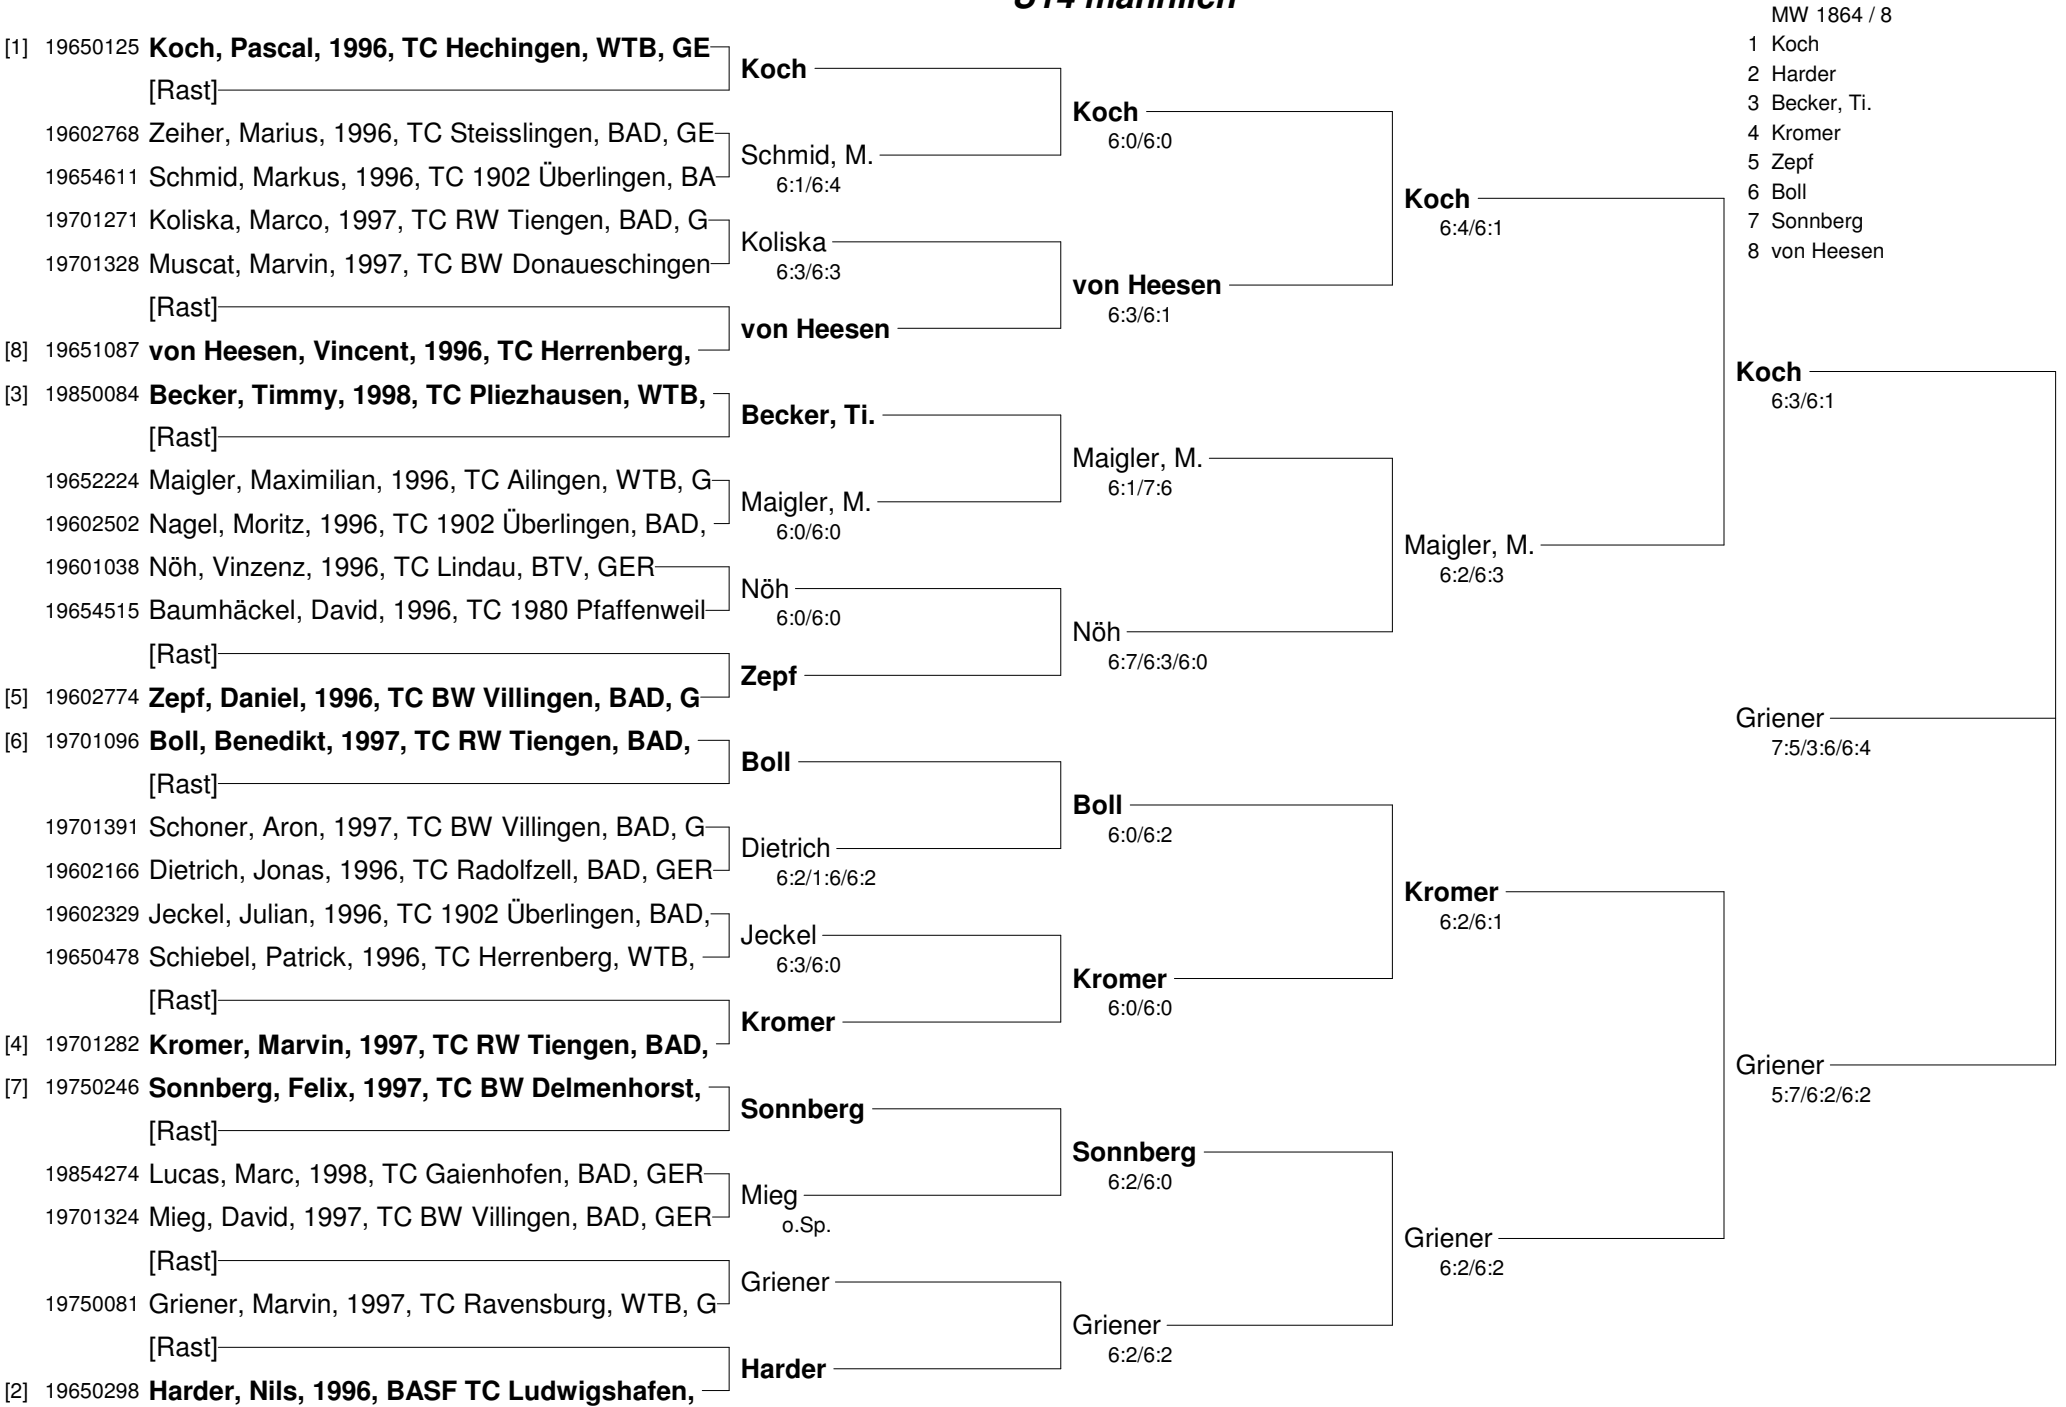 U14 männlich
MW 1864 / 8
1 Koch
2 Harder
3 Becker, Ti.
4 Kromer
5 Zepf
6 Boll
7 Sonnberg
8 von Heesen
[1] 19650125 Koch, Pascal, 1996, TC Hechingen, WTB, GE
[Rast]
19602768 Zeiher, Marius, 1996, TC Steisslingen, BAD, GE
19654611 Schmid, Markus, 1996, TC 1902 Überlingen, BA
19701271 Koliska, Marco, 1997, TC RW Tiengen, BAD, G
19701328 Muscat, Marvin, 1997, TC BW Donaueschingen
[Rast]
[8] 19651087 von Heesen, Vincent, 1996, TC Herrenberg,
[3] 19850084 Becker, Timmy, 1998, TC Pliezhausen, WTB,
[Rast]
19652224 Maigler, Maximilian, 1996, TC Ailingen, WTB, G
19602502 Nagel, Moritz, 1996, TC 1902 Überlingen, BAD,
19601038 Nöh, Vinzenz, 1996, TC Lindau, BTV, GER
19654515 Baumhäckel, David, 1996, TC 1980 Pfaffenweil
[Rast]
[5] 19602774 Zepf, Daniel, 1996, TC BW Villingen, BAD, G
[6] 19701096 Boll, Benedikt, 1997, TC RW Tiengen, BAD,
[Rast]
19701391 Schoner, Aron, 1997, TC BW Villingen, BAD, G
19602166 Dietrich, Jonas, 1996, TC Radolfzell, BAD, GER
19602329 Jeckel, Julian, 1996, TC 1902 Überlingen, BAD,
19650478 Schiebel, Patrick, 1996, TC Herrenberg, WTB,
[Rast]
[4] 19701282 Kromer, Marvin, 1997, TC RW Tiengen, BAD,
[7] 19750246 Sonnberg, Felix, 1997, TC BW Delmenhorst,
[Rast]
19854274 Lucas, Marc, 1998, TC Gaienhofen, BAD, GER
19701324 Mieg, David, 1997, TC BW Villingen, BAD, GER
[Rast]
19750081 Griener, Marvin, 1997, TC Ravensburg, WTB, G
[Rast]
[2] 19650298 Harder, Nils, 1996, BASF TC Ludwigshafen,
Koch
Schmid, M.
6:1/6:4
Koliska
6:3/6:3
von Heesen
Becker, Ti.
Maigler, M.
6:0/6:0
Nöh
6:0/6:0
Zepf
Boll
Dietrich
6:2/1:6/6:2
Jeckel
6:3/6:0
Kromer
Sonnberg
Mieg
o.Sp.
Griener
Harder
Koch
6:0/6:0
von Heesen
6:3/6:1
Maigler, M.
6:1/7:6
Nöh
6:7/6:3/6:0
Boll
6:0/6:2
Kromer
6:0/6:0
Sonnberg
6:2/6:0
Griener
6:2/6:2
Koch
6:4/6:1
Maigler, M.
6:2/6:3
Kromer
6:2/6:1
Griener
6:2/6:2
Koch
6:3/6:1
Griener
7:5/3:6/6:4
Griener
5:7/6:2/6:2